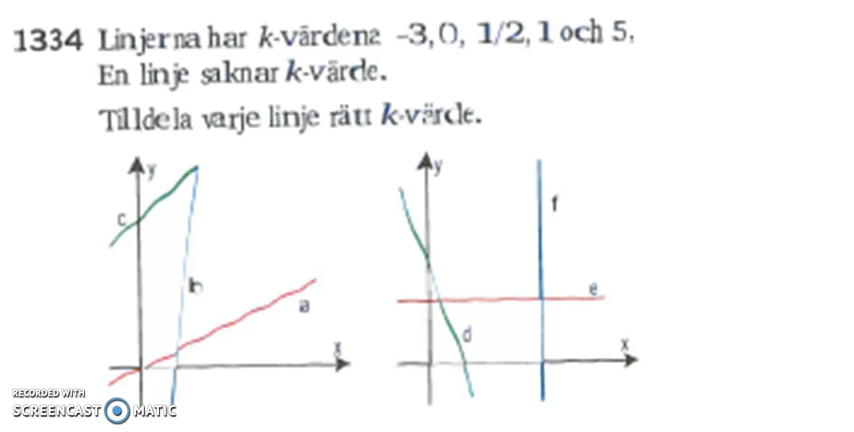 1334 Linjerna har k-värdena -3, 0, 1/2, 1 och 5.
En linje saknar k-värde.
Tilldela varje linje rätt k-värde.
y
c
b
a
x
y
f
e
d
x
RECORDED WITH
SCREENCAST MATIC